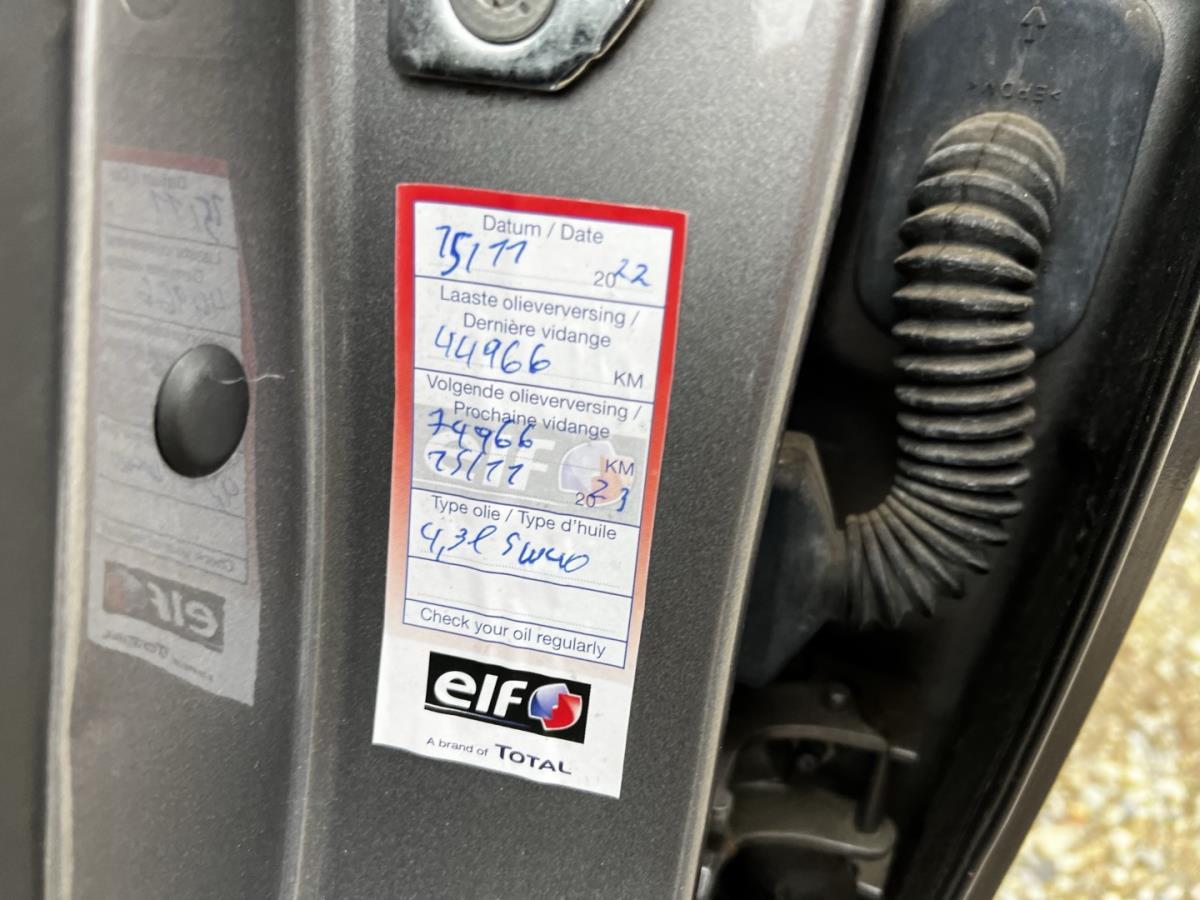 >EPDM<
Datum / Date
15/11 2022
Laaste olieverversing /
Dernière vidange
44966 KM
Volgende olieverversing /
Prochaine vidange
74966 KM
15/11 2023
Type olie / Type d'huile
4,3l 5W40
Check your oil regularly
elf
A brand of TOTAL